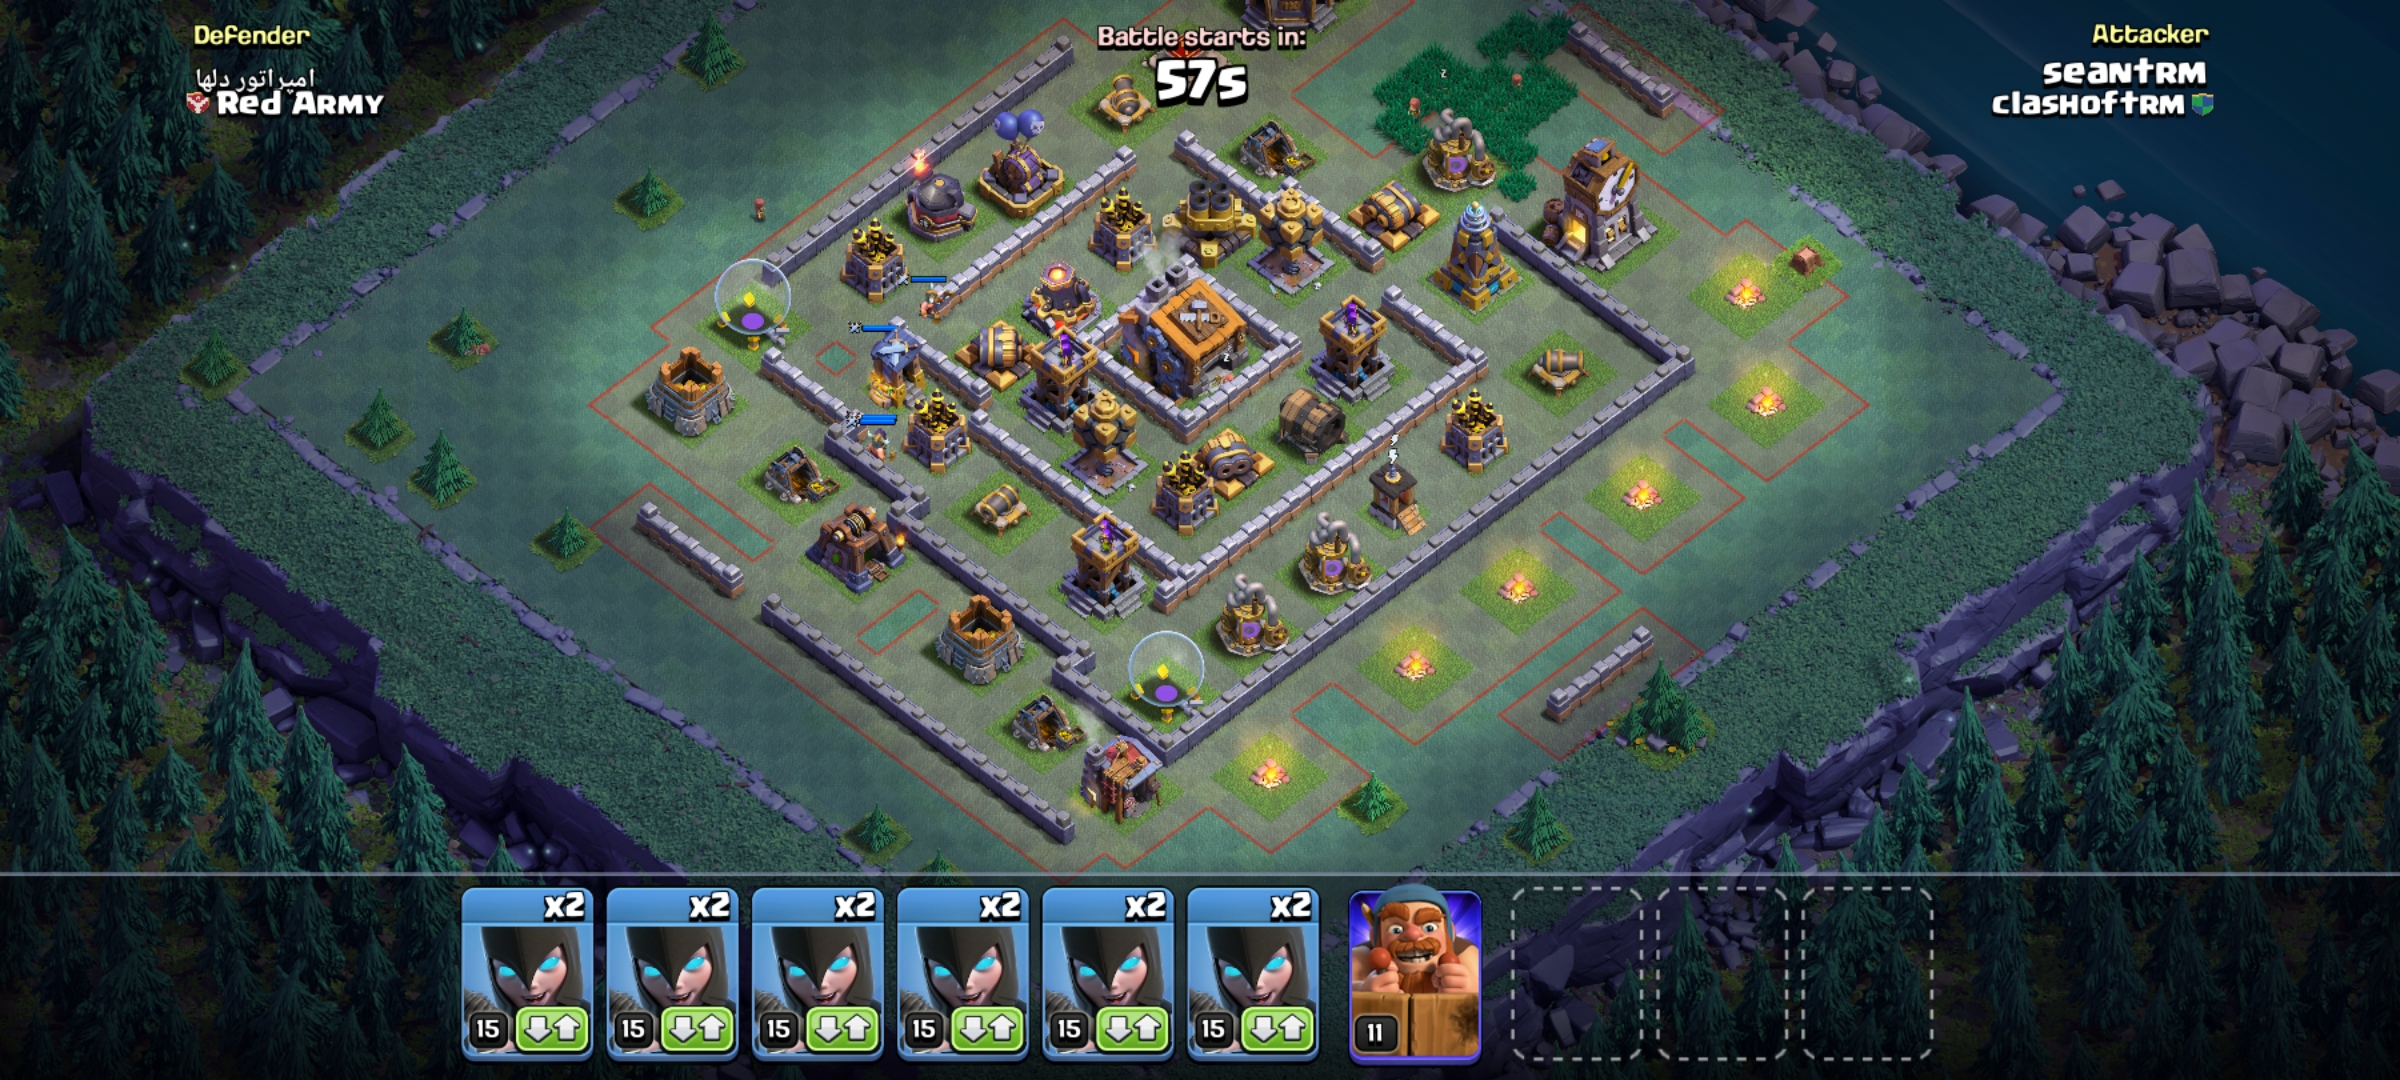 Defender
امپراتور دلها
Red Army
Battle starts in:
57s
Attacker
seantRM
clashoftRM
x2
x2
x2
x2
x2
x2
15
15
15
15
15
15
11